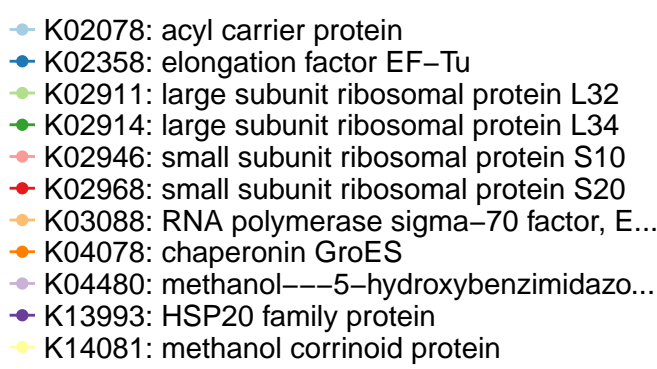 K02078: acyl carrier protein
K02358: elongation factor EF−Tu
K02911: large subunit ribosomal protein L32
K02914: large subunit ribosomal protein L34
K02946: small subunit ribosomal protein S10
K02968: small subunit ribosomal protein S20
K03088: RNA polymerase sigma−70 factor, E...
K04078: chaperonin GroES
K04480: methanol−−−5−hydroxybenzimidazo...
K13993: HSP20 family protein
K14081: methanol corrinoid protein